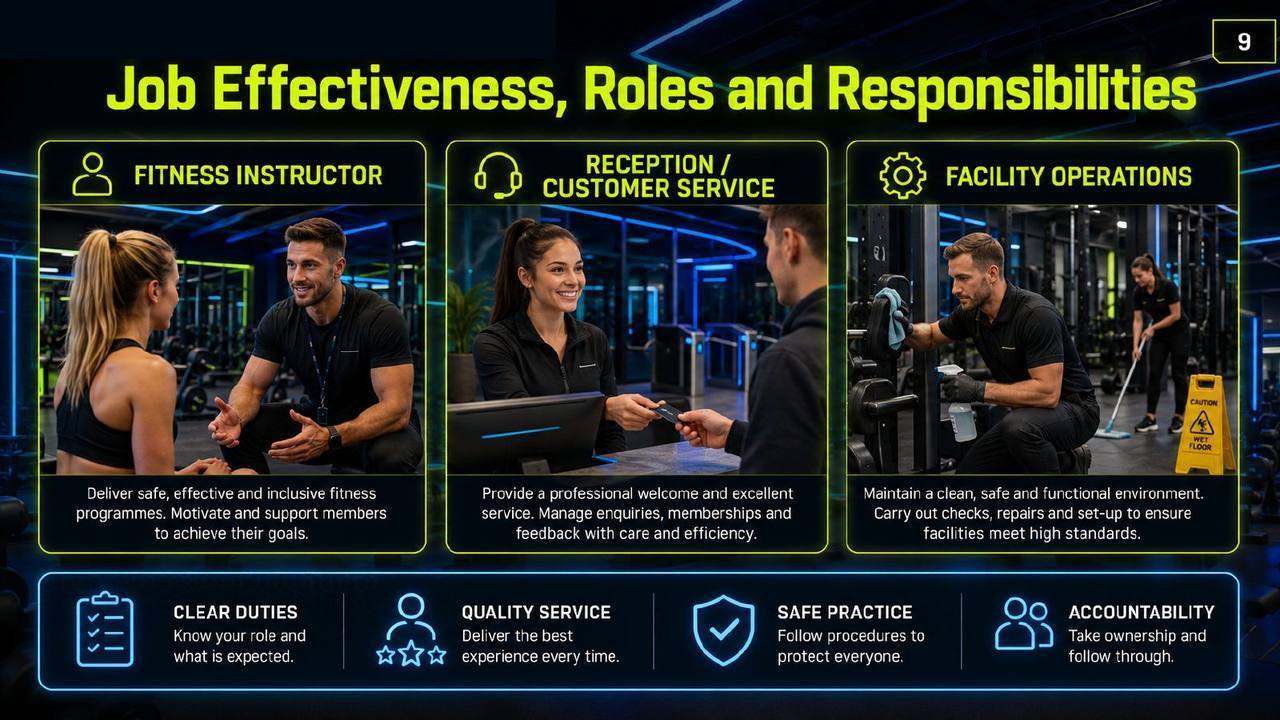 9
Job Effectiveness, Roles and Responsibilities
FITNESS INSTRUCTOR
Deliver safe, effective and inclusive fitness
programmes. Motivate and support members
to achieve their goals.
RECEPTION /
CUSTOMER SERVICE
Provide a professional welcome and excellent
service. Manage enquiries, memberships and
feedback with care and efficiency.
FACILITY OPERATIONS
CAUTION
WET
FLOOR
Maintain a clean, safe and functional environment.
Carry out checks, repairs and set-up to ensure
facilities meet high standards.
CLEAR DUTIES
Know your role and
what is expected.
QUALITY SERVICE
Deliver the best
experience every time.
SAFE PRACTICE
Follow procedures to
protect everyone.
ACCOUNTABILITY
Take ownership and
follow through.